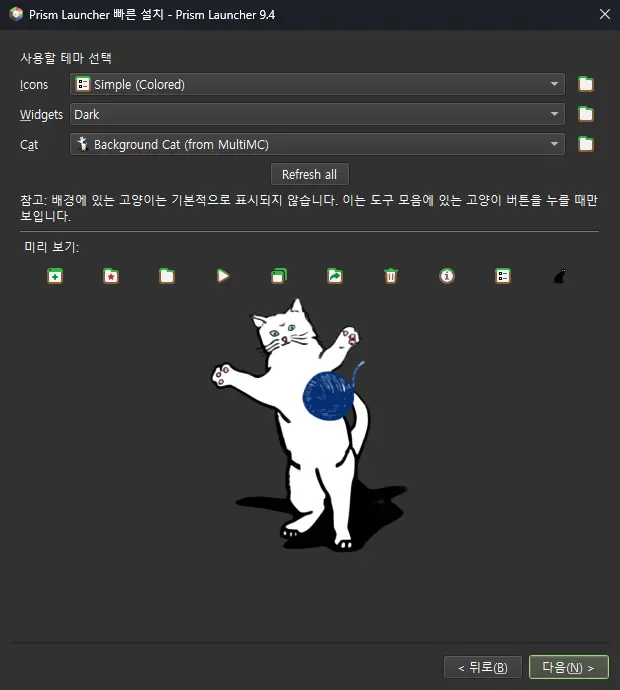 Prism Launcher 빠른 설치 - Prism Launcher 9.4
사용할 테마 선택
Icons Simple (Colored)
Widgets Dark
Cat Background Cat (from MultiMC)
Refresh all
참고: 배경에 있는 고양이는 기본적으로 표시되지 않습니다. 이는 도구 모음에 있는 고양이 버튼을 누를 때만
보입니다.
미리 보기:
< 뒤로(B) 다음(N) >